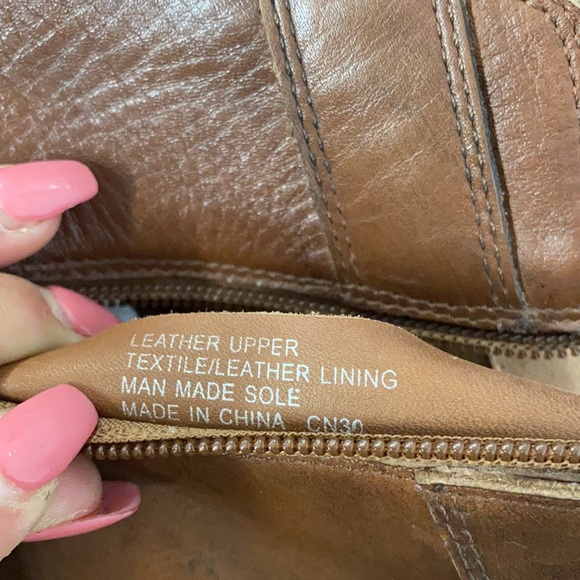 LEATHER UPPER
TEXTILE/LEATHER LINING
MAN MADE SOLE
MADE IN CHINA CN30